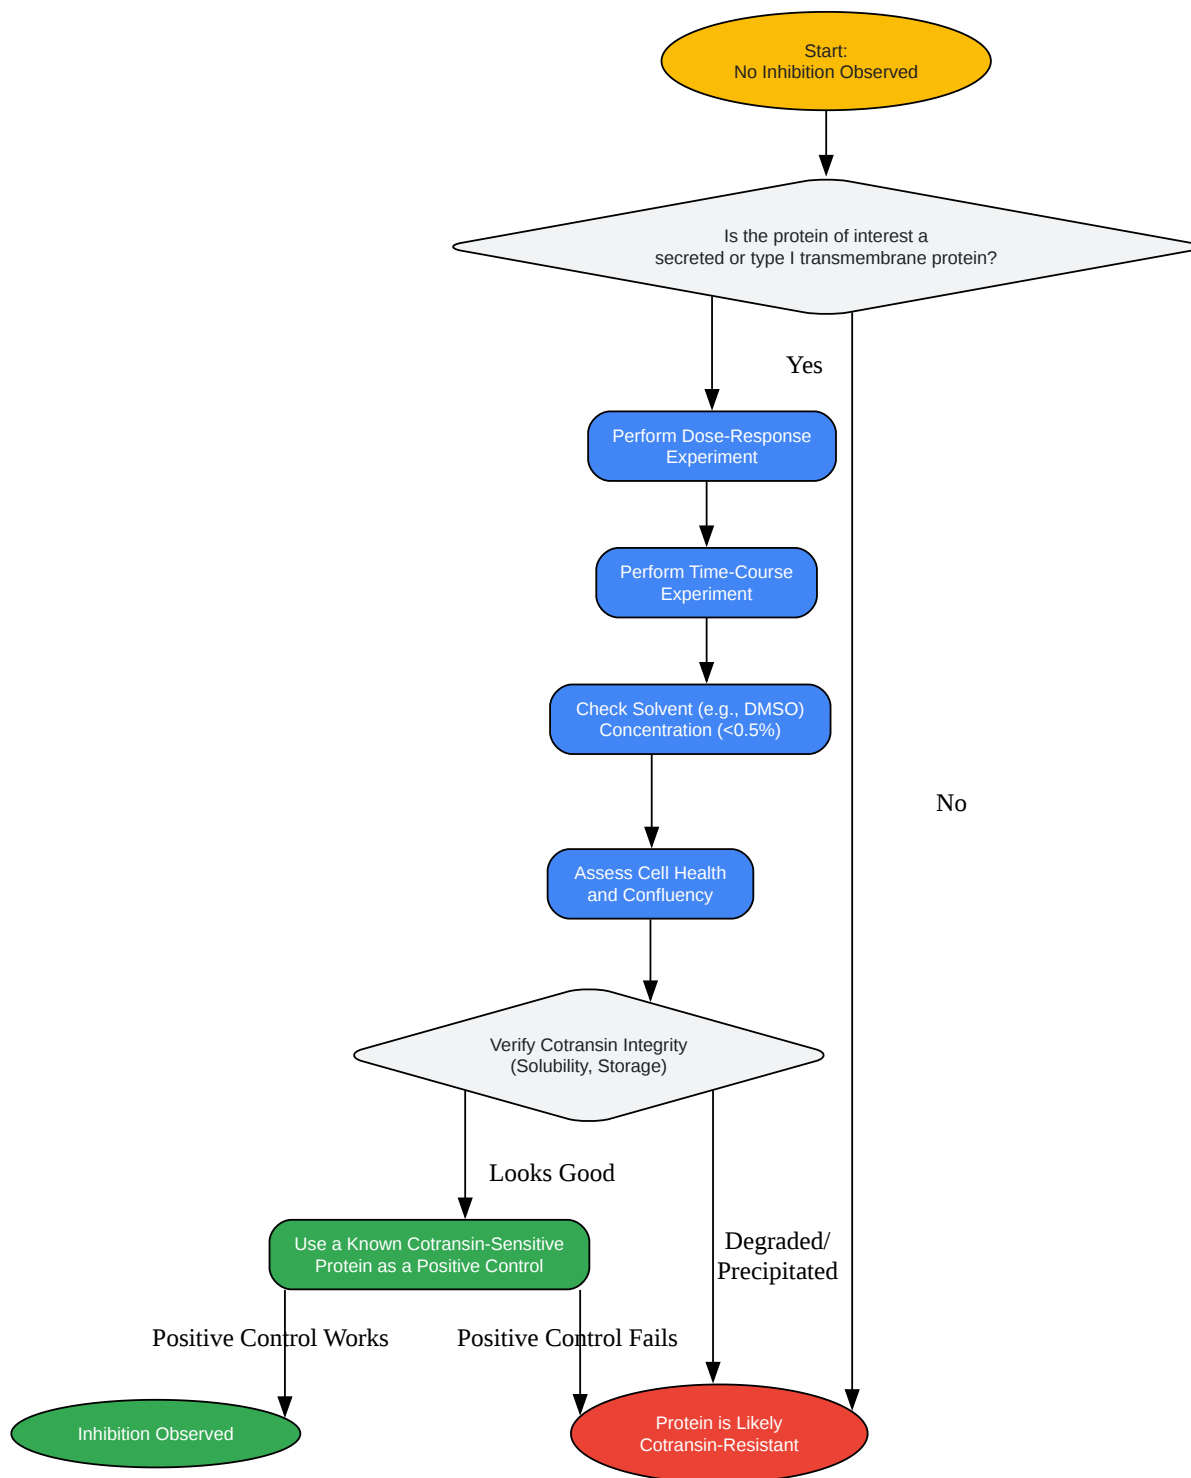 Start:
No Inhibition Observed
Is the protein of interest a
secreted or type I transmembrane protein?
Yes
Perform Dose-Response
Experiment
Perform Time-Course
Experiment
Check Solvent (e.g., DMSO)
Concentration (<0.5%)
No
Assess Cell Health
and Confluency
Verify Cotransin Integrity
(Solubility, Storage)
Looks Good
Degraded/
Precipitated
Use a Known Cotransin-Sensitive
Protein as a Positive Control
Positive Control Works
Positive Control Fails
Inhibition Observed
Protein is Likely
Cotransin-Resistant